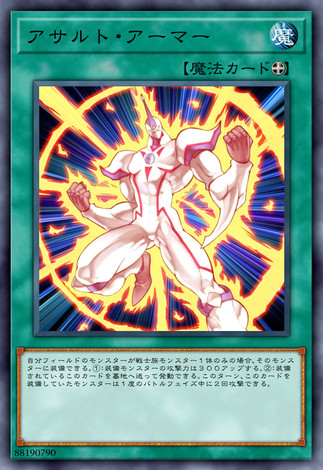 アサルト・アーマー
魔
【魔法カード】
自分フィールドのモンスターが戦士族モンスター１体のみの場合、そのモンス
ターに装備できる。①：装備モンスターの攻撃力は３００アップする。②：装備
されているこのカードを墓地へ送って発動できる。このターン、このカードを
装備していたモンスターは１度のバトルフェイズ中に２回攻撃できる。
88190790